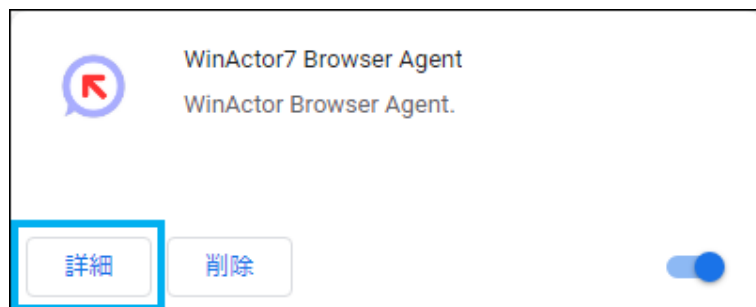 WinActor7 Browser Agent
WinActor Browser Agent.
詳細 削除